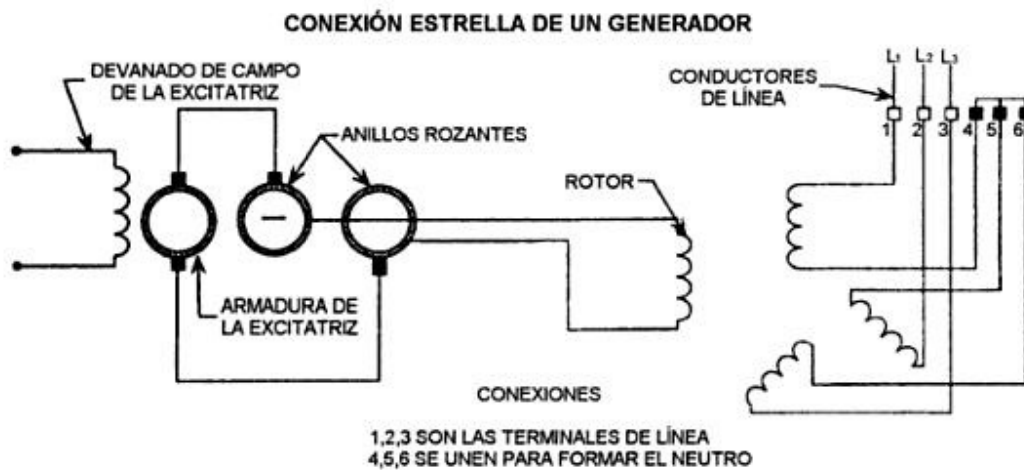 CONEXIÓN ESTRELLA DE UN GENERADOR
DEVANADO DE CAMPO
DE LA EXCITATRIZ
ANILLOS ROZANTES
ROTOR
CONDUCTORES
DE LÍNEA
L1 L2 L3
1 2 3 4 5 6
ARMADURA DE
LA EXCITATRIZ
CONEXIONES
1,2,3 SON LAS TERMINALES DE LÍNEA
4,5,6 SE UNEN PARA FORMAR EL NEUTRO